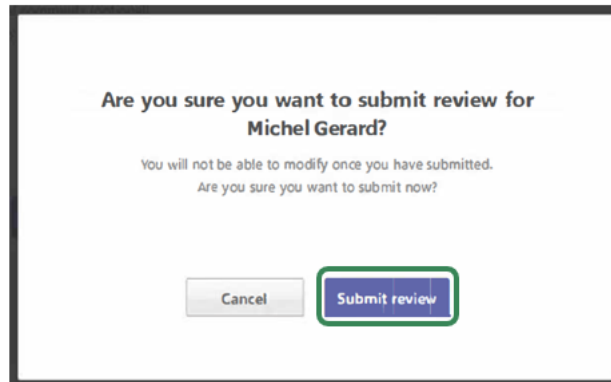 Are you sure you want to submit review for
Michel Gerard?
You will not be able to modify once you have submitted.
Are you sure you want to submit now?
Cancel
Submit review